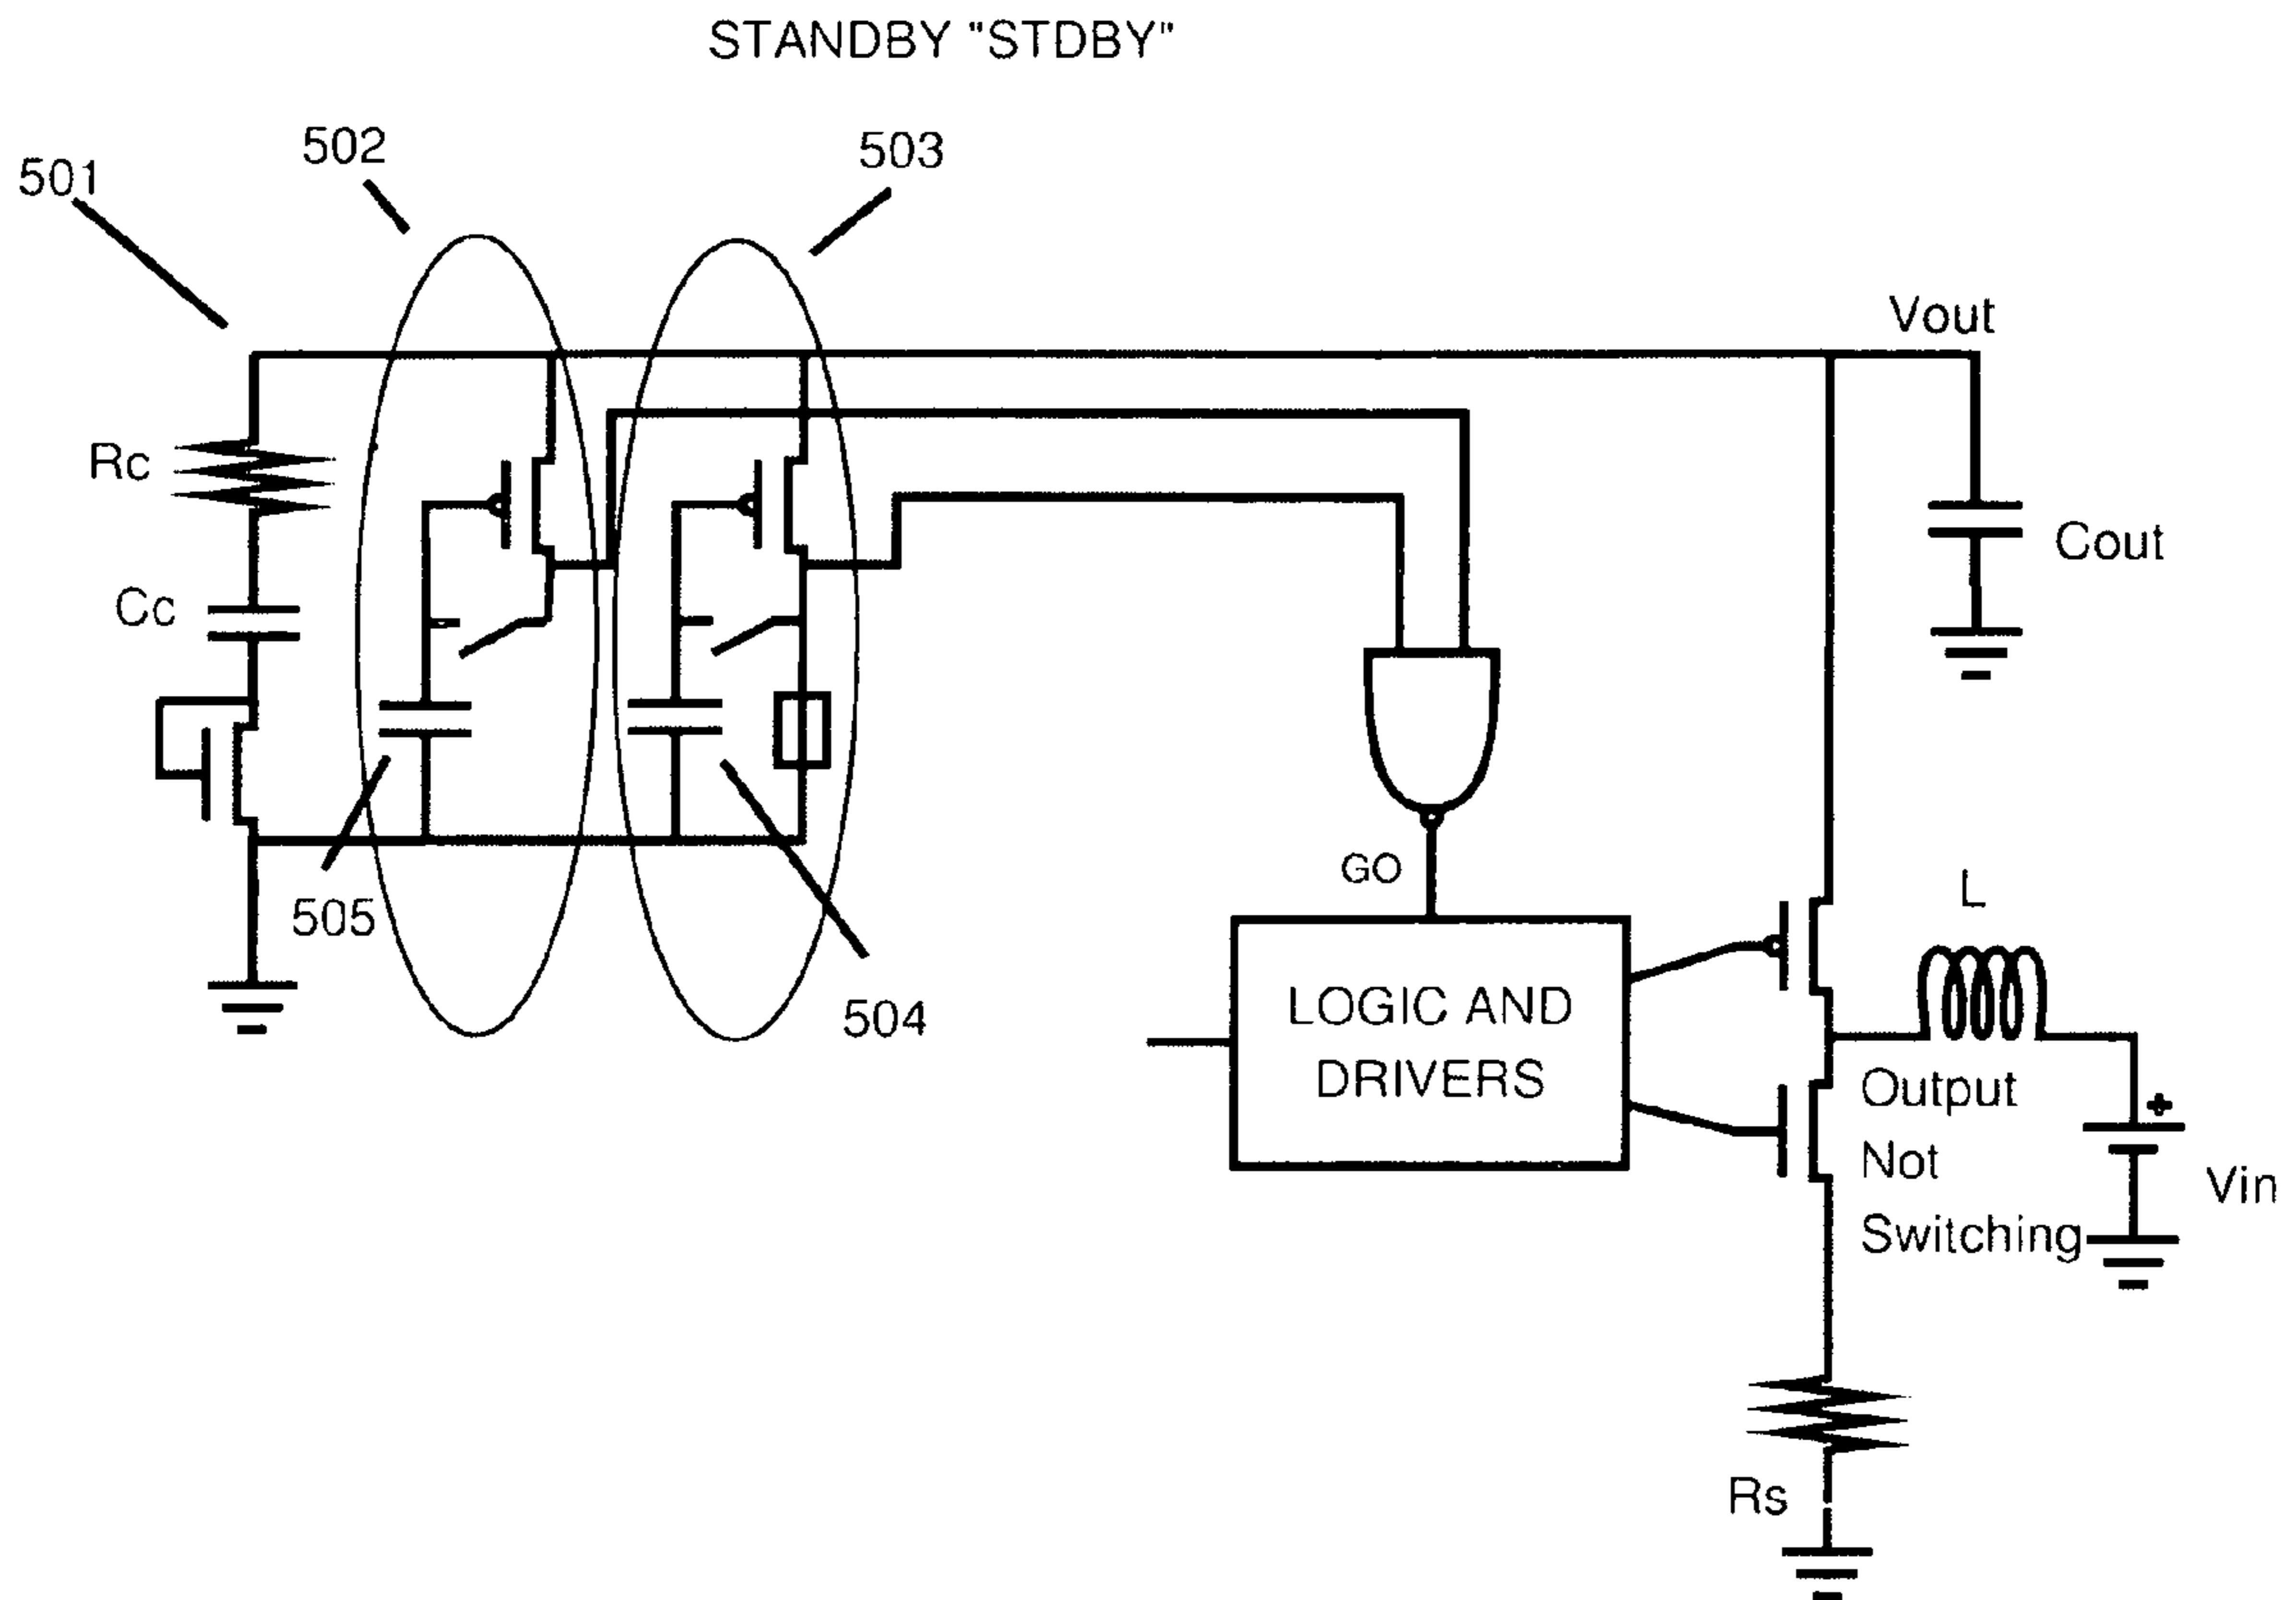 STANDBY "STDBY"
501
502
503
Vout
Rc
Cout
Cc
GO
505
504
L
LOGIC AND
DRIVERS
Output
Not
Switching
Vin
Rs